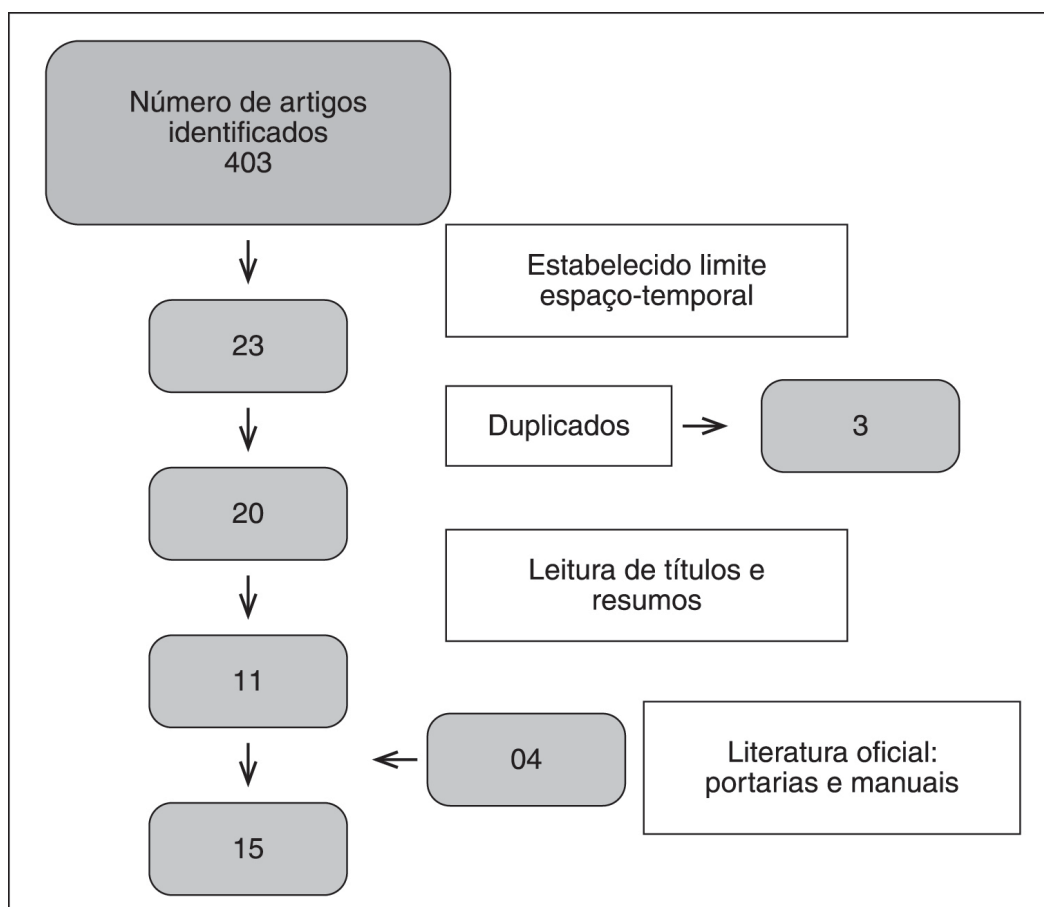 Número de artigos
identificados
403
Estabelecido limite
espaço-temporal
23
Duplicados
3
20
Leitura de títulos e
resumos
11
04
Literatura oficial:
portarias e manuais
15